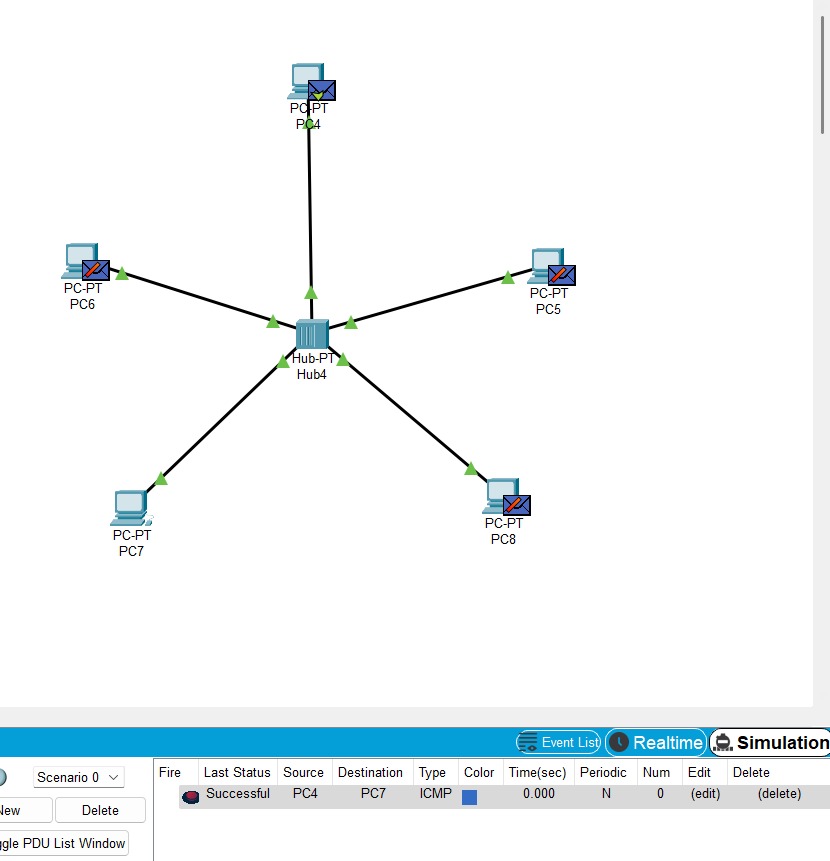 PC-PT
PC4
PC-PT
PC6
PC-PT
PC5
Hub-PT
Hub4
PC-PT
PC7
PC-PT
PC8
Event List
Realtime
Simulation
Scenario 0
Delete
PDU List Window
Fire Last Status Source Destination Type Color Time(sec) Periodic Num Edit Delete
Successful PC4 PC7 ICMP 0.000 N 0 (edit) (delete)